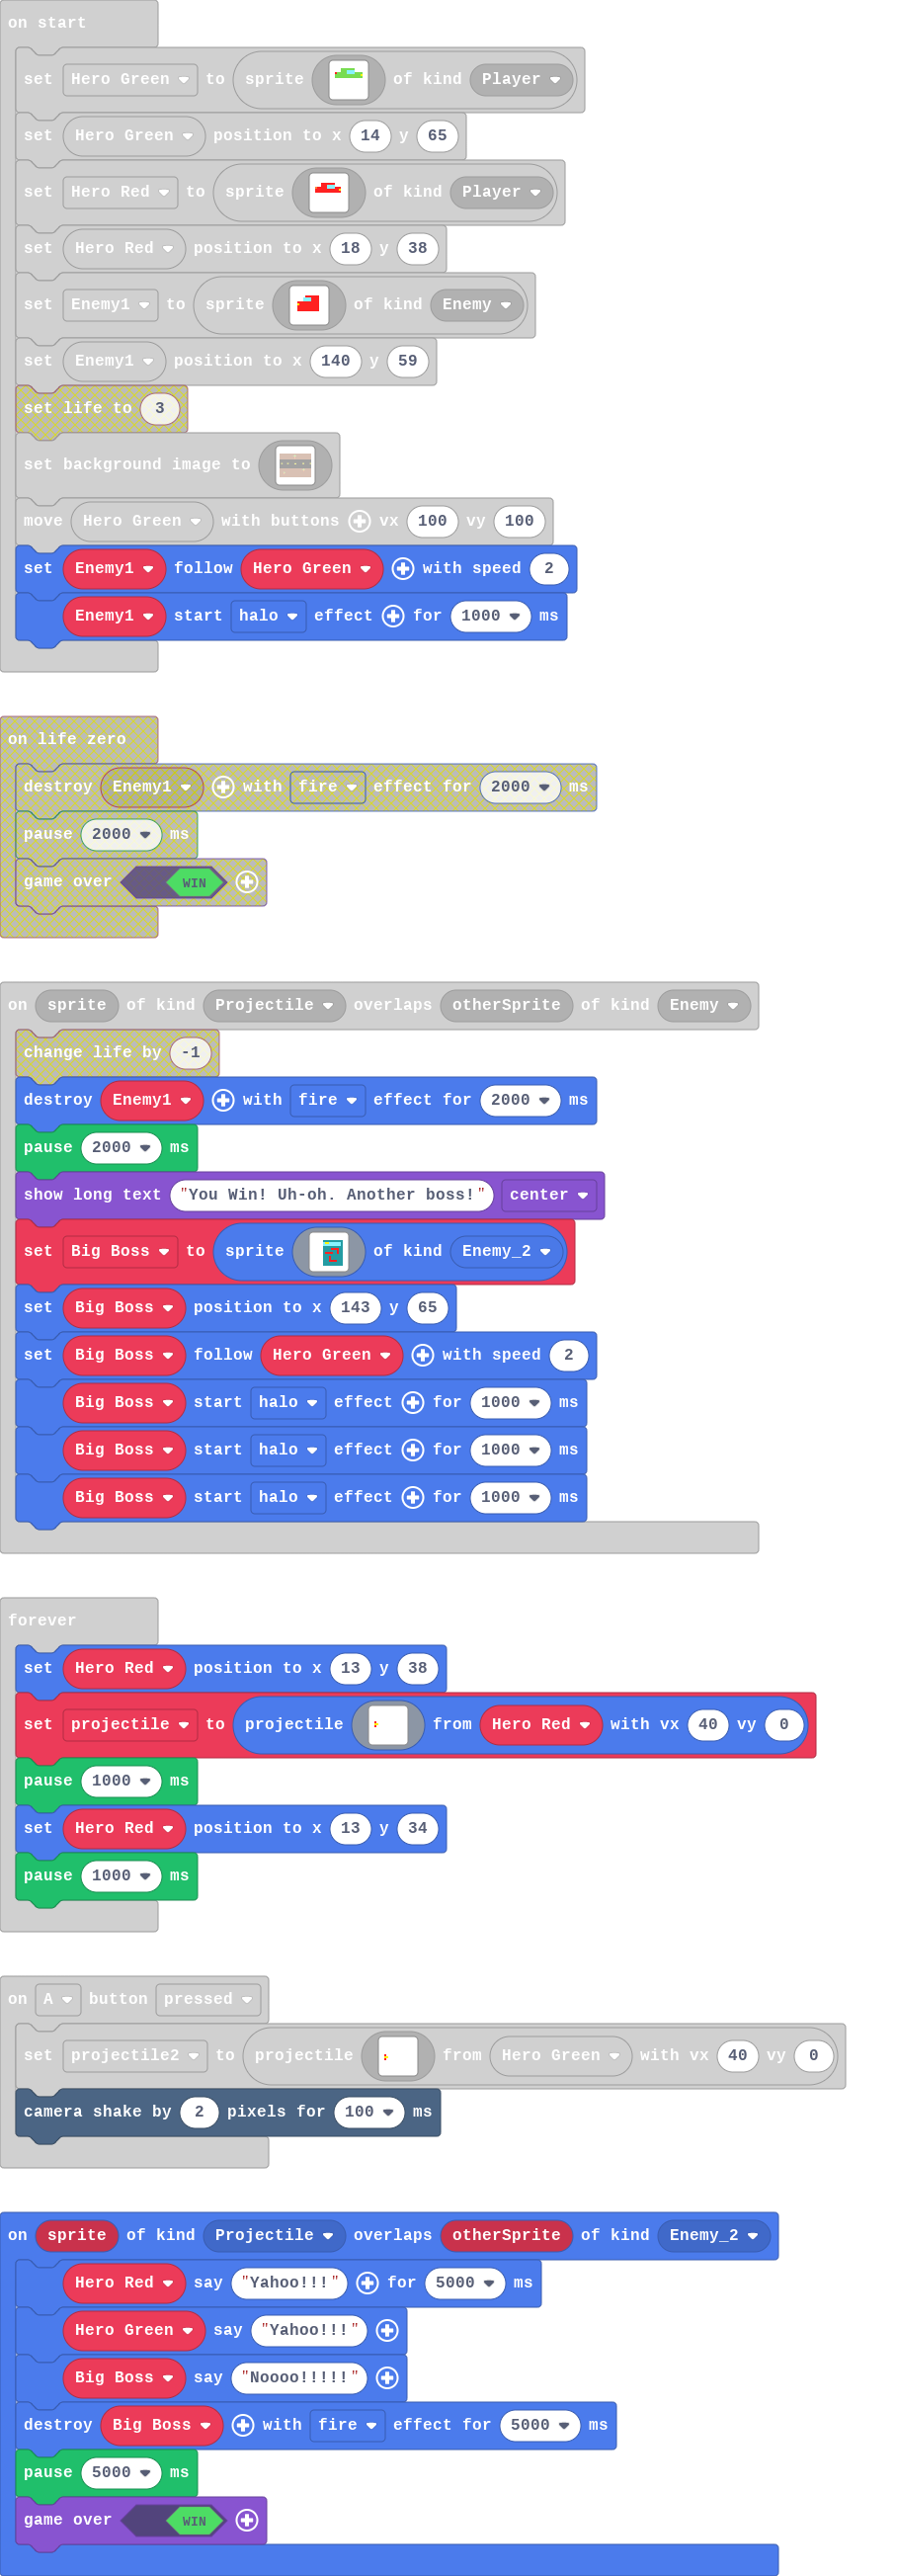 on start
set Hero Green to sprite of kind Player
set Hero Green position to x 14 y 65
set Hero Red to sprite of kind Player
set Hero Red position to x 18 y 38
set Enemy1 to sprite of kind Enemy
set Enemy1 position to x 140 y 59
set life to 3
set background image to
move Hero Green with buttons vx 100 vy 100
set Enemy1 follow Hero Green with speed 2
Enemy1 start halo effect for 1000 ms
on life zero
destroy Enemy1 with fire effect for 2000 ms
pause 2000 ms
game over WIN
on sprite of kind Projectile overlaps otherSprite of kind Enemy
change life by -1
destroy Enemy1 with fire effect for 2000 ms
pause 2000 ms
show long text "You Win! Uh-oh. Another boss!" center
set Big Boss to sprite of kind Enemy_2
set Big Boss position to x 143 y 65
set Big Boss follow Hero Green with speed 2
Big Boss start halo effect for 1000 ms
Big Boss start halo effect for 1000 ms
Big Boss start halo effect for 1000 ms
forever
set Hero Red position to x 13 y 38
set projectile to projectile from Hero Red with vx 40 vy 0
pause 1000 ms
set Hero Red position to x 13 y 34
pause 1000 ms
on A button pressed
set projectile2 to projectile from Hero Green with vx 40 vy 0
camera shake by 2 pixels for 100 ms
on sprite of kind Projectile overlaps otherSprite of kind Enemy_2
Hero Red say "Yahoo!!!" for 5000 ms
Hero Green say "Yahoo!!!"
Big Boss say "Noooo!!!!!"
destroy Big Boss with fire effect for 5000 ms
pause 5000 ms
game over WIN